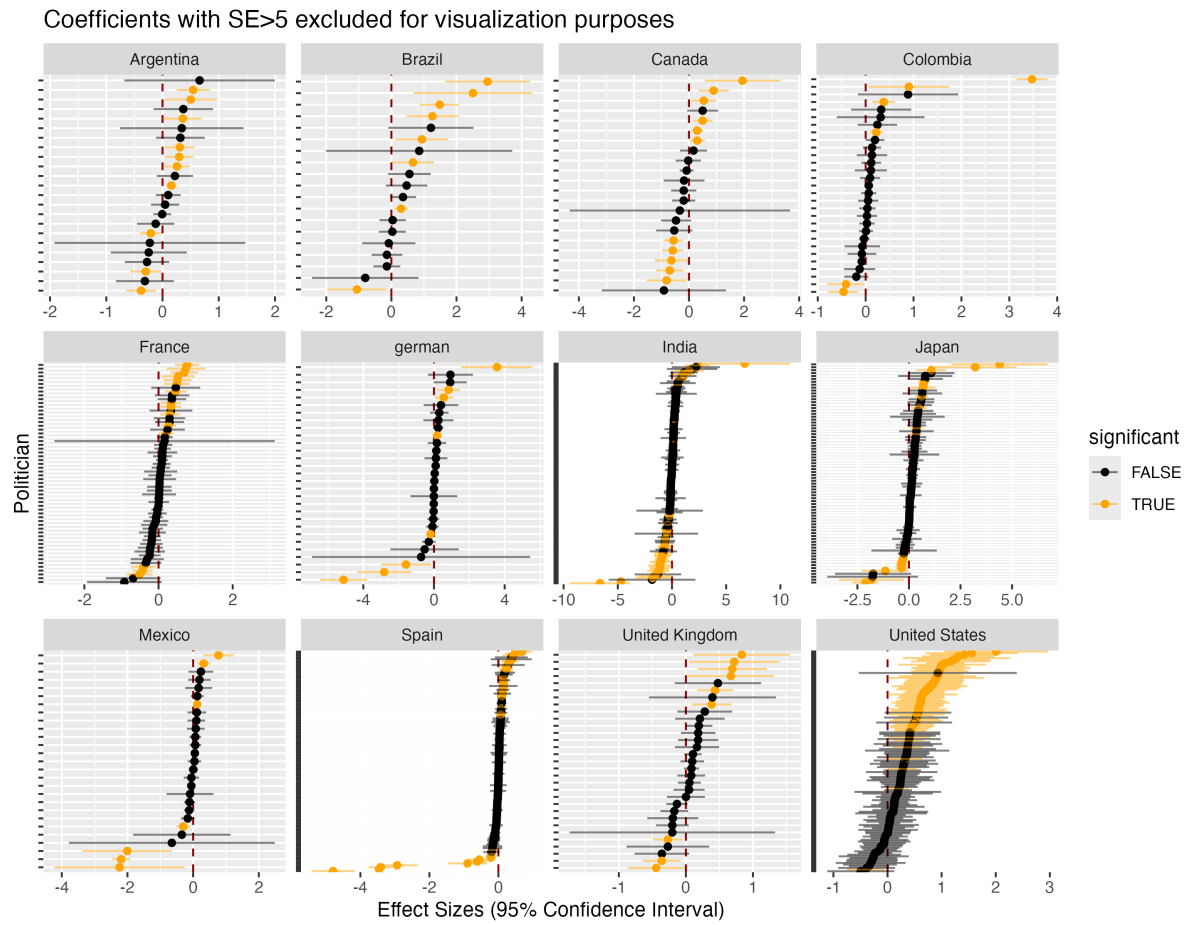 Coefficients with SE>5 excluded for visualization purposes
Argentina
Brazil
Canada
Colombia
-2 -1 0 1 2
-2 0 2 4
-4 -2 0 2 4
-1 0 1 2 3 4
France
german
India
Japan
-2 0 2
-4 0 4
-10 -5 0 5 10
-2.5 0.0 2.5 5.0
Mexico
Spain
United Kingdom
United States
-4 -2 0 2
-4 -2 0
-1 0 1
-1 0 1 2 3
Politician
Effect Sizes (95% Confidence Interval)
significant
FALSE
TRUE